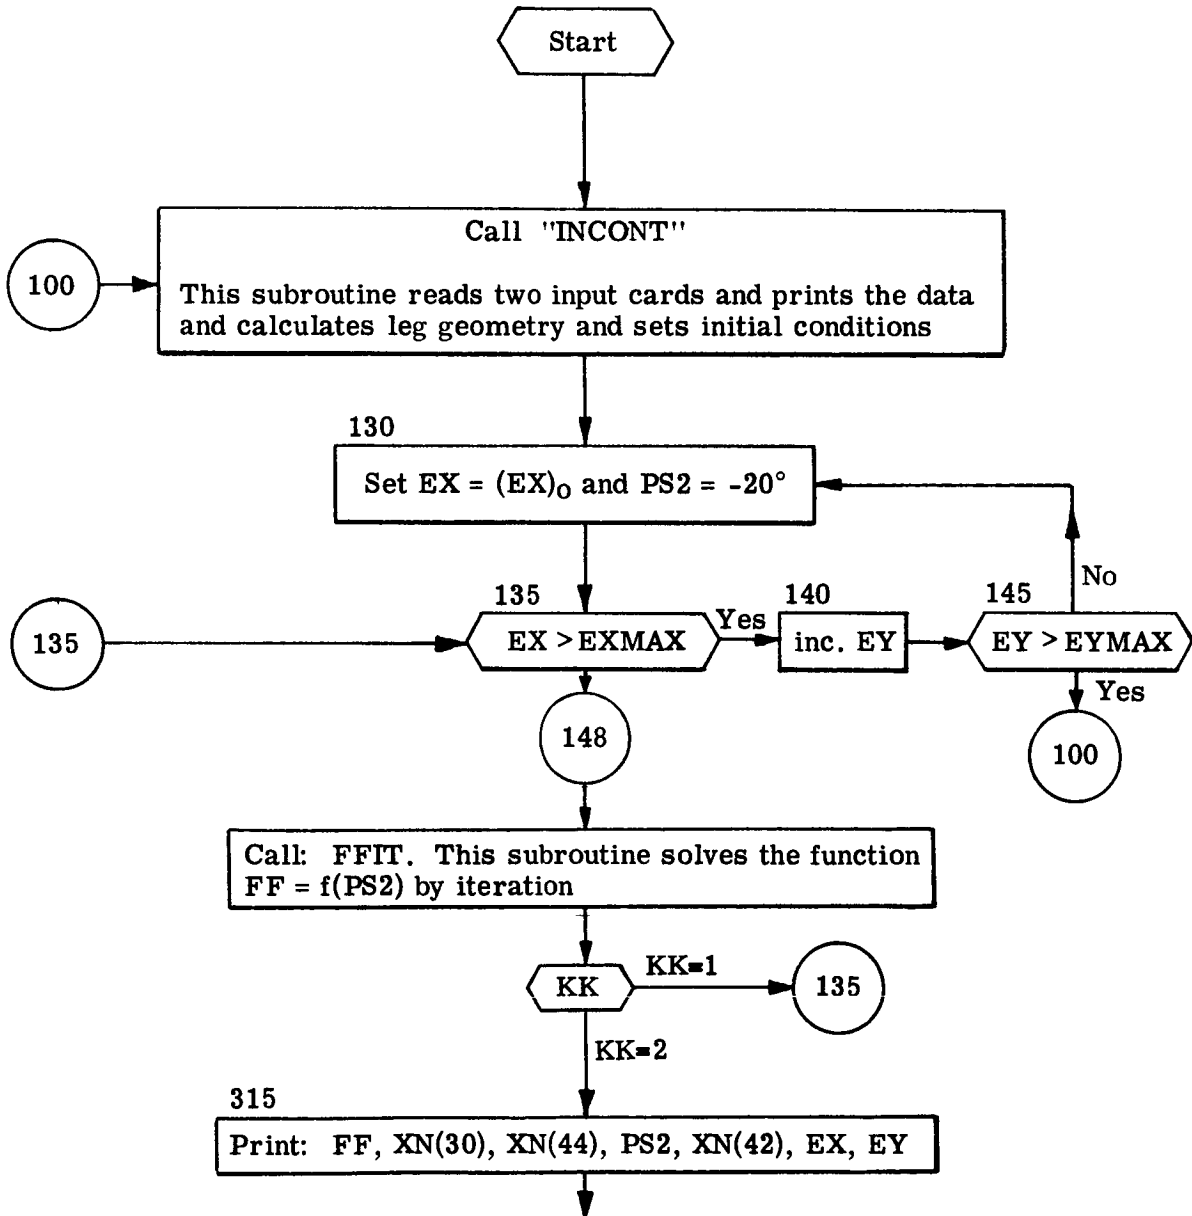 Start
Call "INCONT"
100
This subroutine reads two input cards and prints the data
and calculates leg geometry and sets initial conditions
130
Set EX = (EX)o and PS2 = -20°
No
135
135
EX > EXMAX
Yes
140
inc. EY
145
EY > EYMAX
Yes
148
100
Call: FFIT. This subroutine solves the function
FF = f(PS2) by iteration
KK
KK=1
135
KK=2
315
Print: FF, XN(30), XN(44), PS2, XN(42), EX, EY